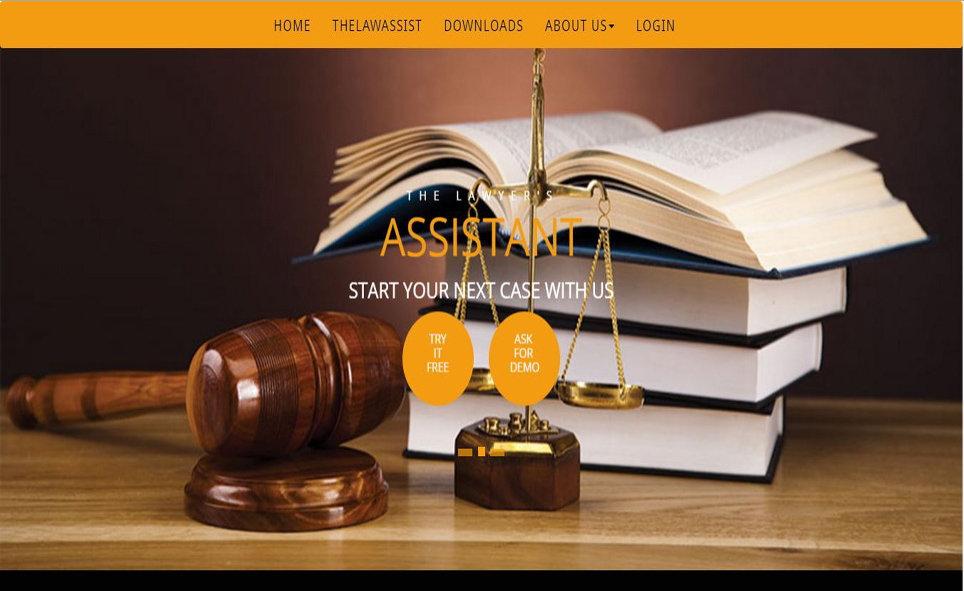 HOME THELAWASSIST DOWNLOADS ABOUT US LOGIN
THE LAWYER'S
ASSISTANT
START YOUR NEXT CASE WITH US
TRY
IT
FREE
ASK
FOR
DEMO